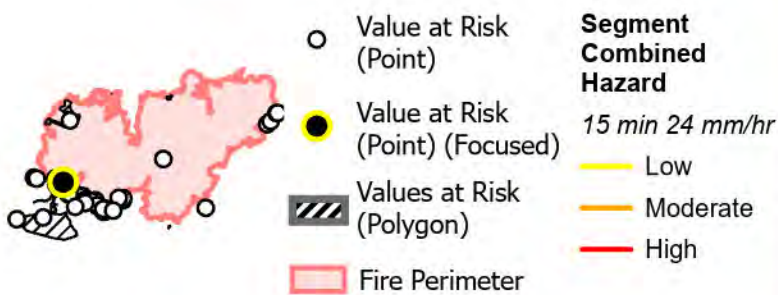 Value at Risk
(Point)
Value at Risk
(Point) (Focused)
Values at Risk
(Polygon)
Fire Perimeter
Segment
Combined
Hazard
15 min 24 mm/hr
Low
Moderate
High